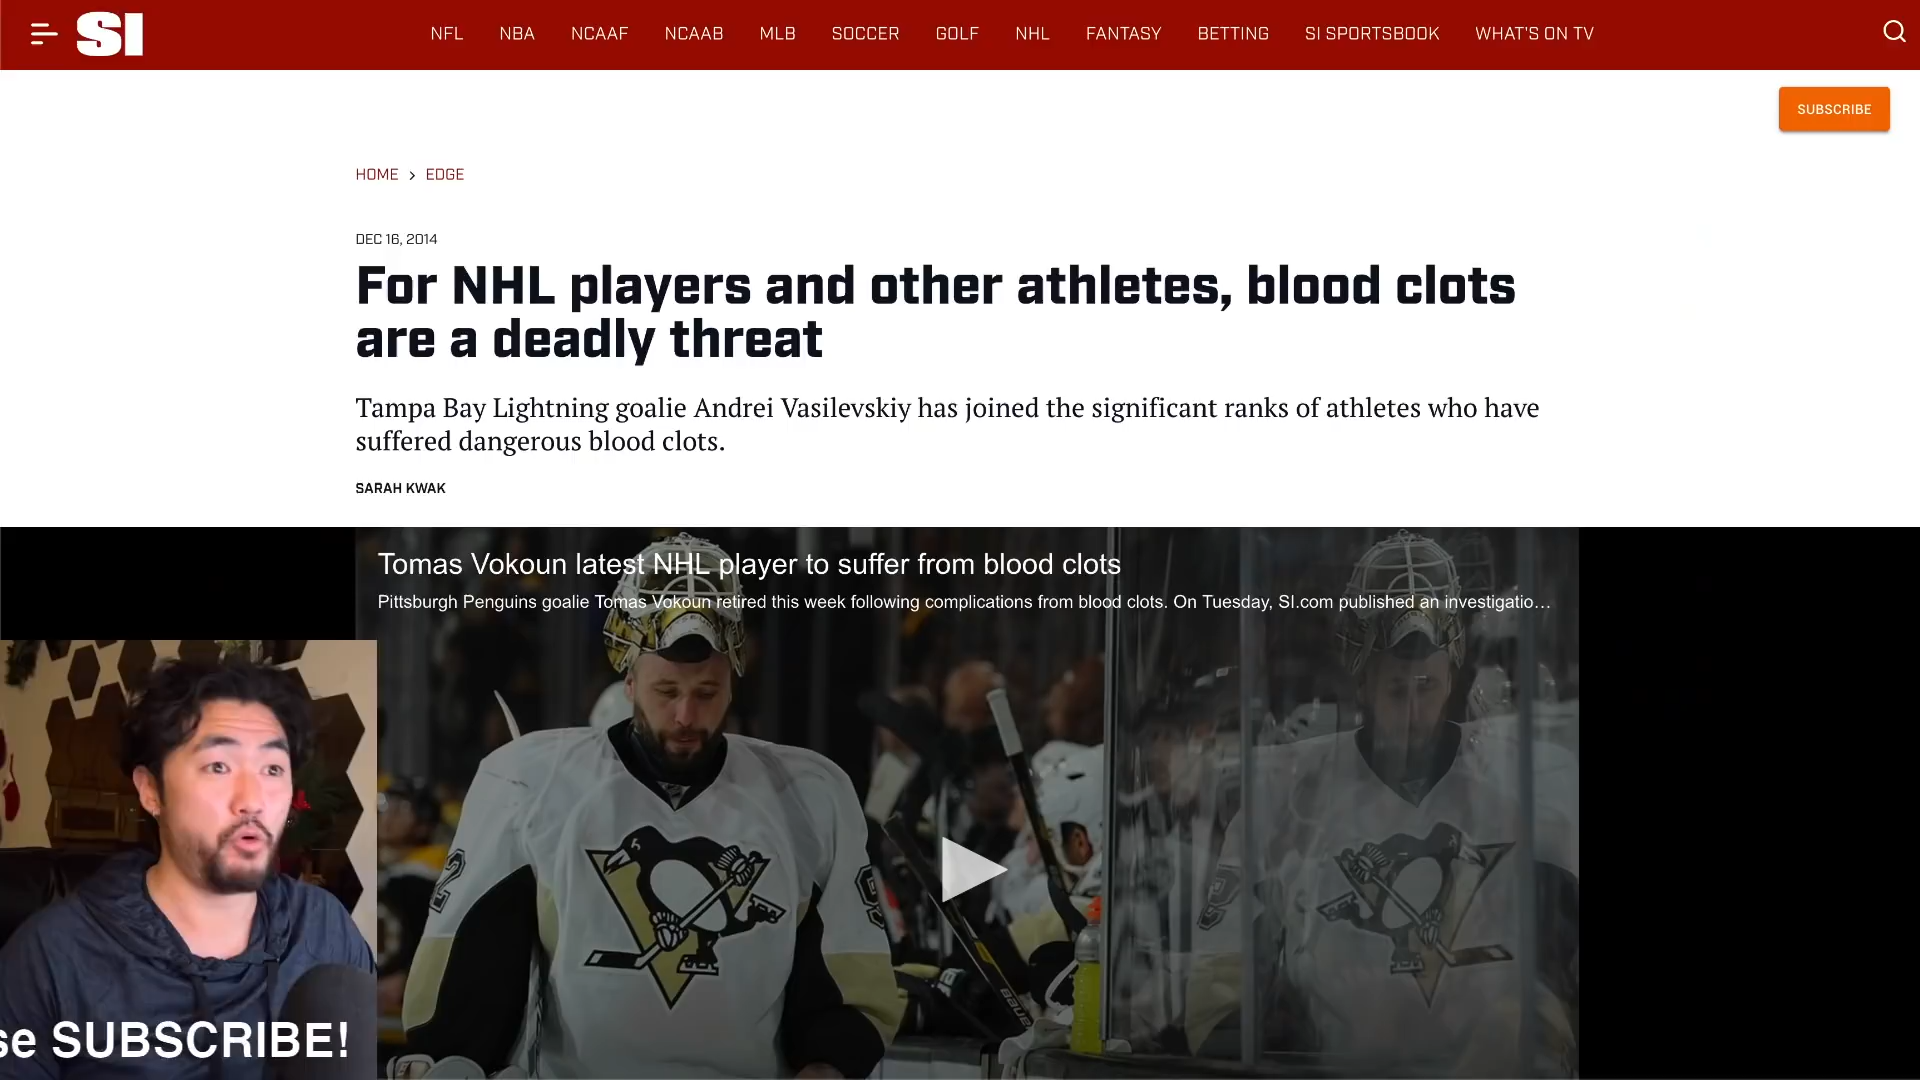 SI
NFL NBA NCAAF NCAAB MLB SOCCER GOLF NHL FANTASY BETTING SI SPORTSBOOK WHAT'S ON TV
SUBSCRIBE
HOME > EDGE
DEC 16, 2014
For NHL players and other athletes, blood clots
are a deadly threat
Tampa Bay Lightning goalie Andrei Vasilevskiy has joined the significant ranks of athletes who have
suffered dangerous blood clots.
SARAH KWAK
Tomas Vokoun latest NHL player to suffer from blood clots
Pittsburgh Penguins goalie Tomas Vokoun retired this week following complications from blood clots. On Tuesday, SI.com published an investigatio…
se SUBSCRIBE!